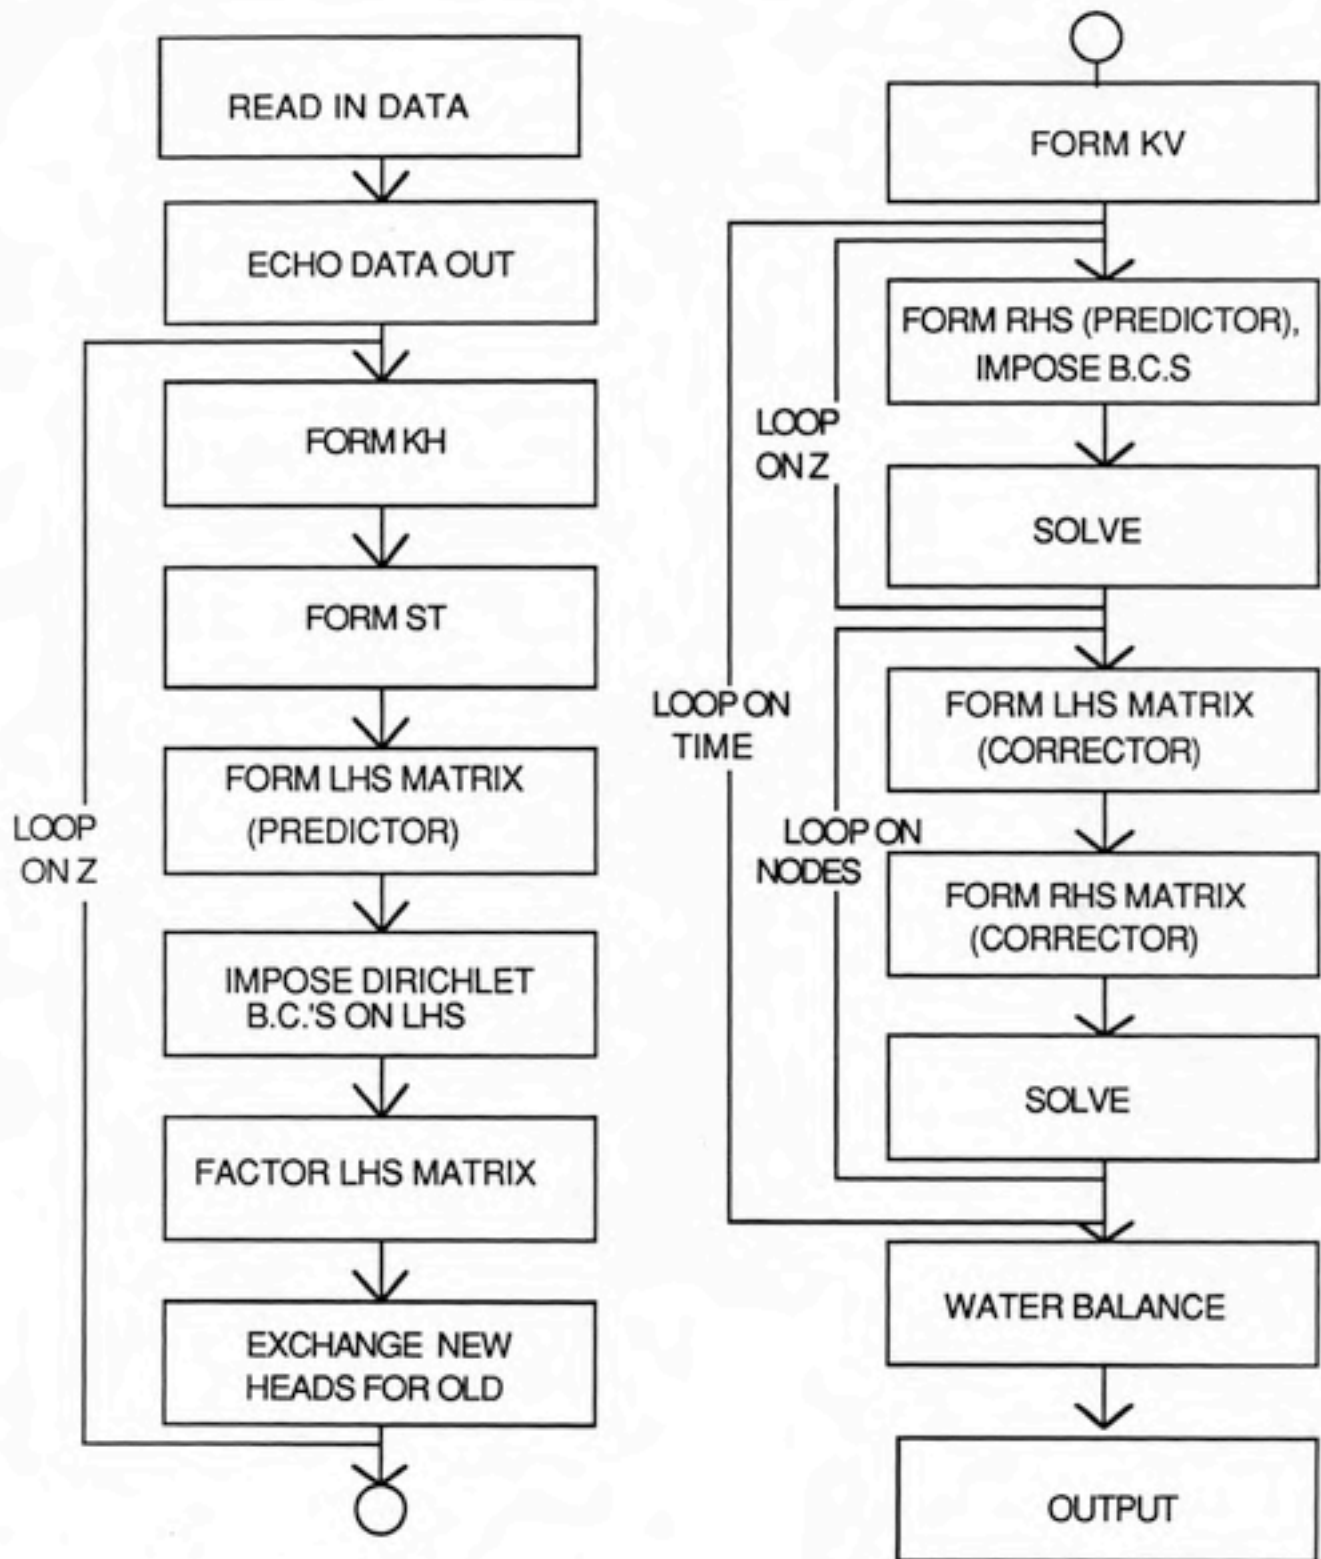 READ IN DATA
ECHO DATA OUT
FORM KH
FORM ST
FORM LHS MATRIX
(PREDICTOR)
LOOP
ON Z
IMPOSE DIRICHLET
B.C.'S ON LHS
FACTOR LHS MATRIX
EXCHANGE NEW
HEADS FOR OLD
FORM KV
FORM RHS (PREDICTOR),
IMPOSE B.C.S
LOOP
ON Z
SOLVE
LOOP ON
TIME
FORM LHS MATRIX
(CORRECTOR)
LOOP ON
NODES
FORM RHS MATRIX
(CORRECTOR)
SOLVE
WATER BALANCE
OUTPUT